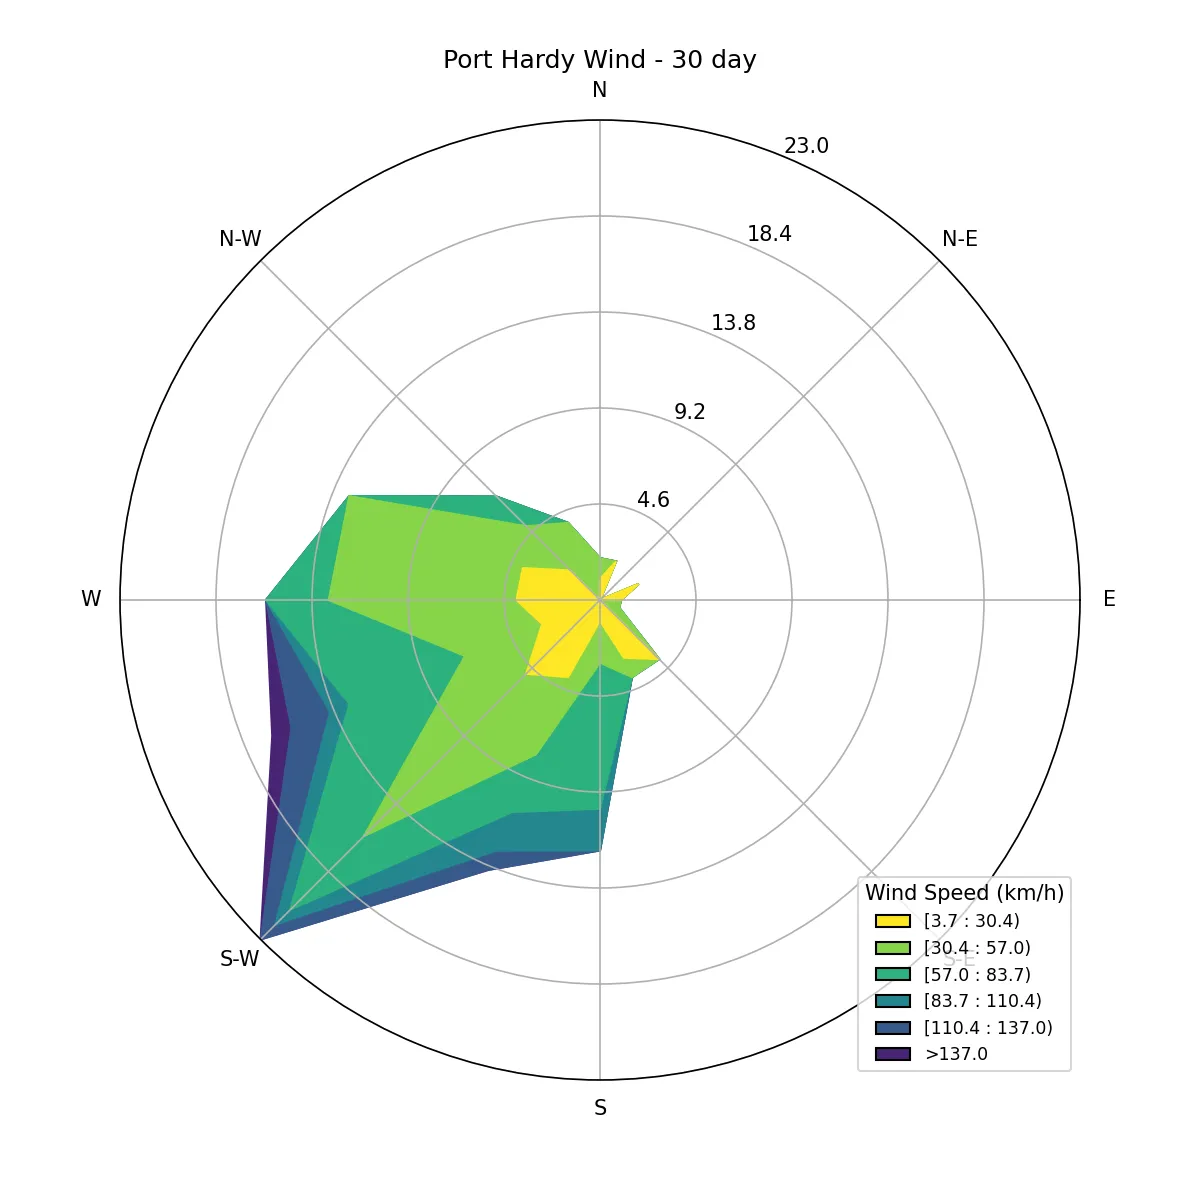 Port Hardy Wind - 30 day
N
23.0
N-W
18.4
N-E
13.8
9.2
4.6
W
E
Wind Speed (km/h)
[3.7 : 30.4)
[30.4 : 57.0)
S-W
S-E
[57.0 : 83.7)
[83.7 : 110.4)
[110.4 : 137.0)
>137.0
S